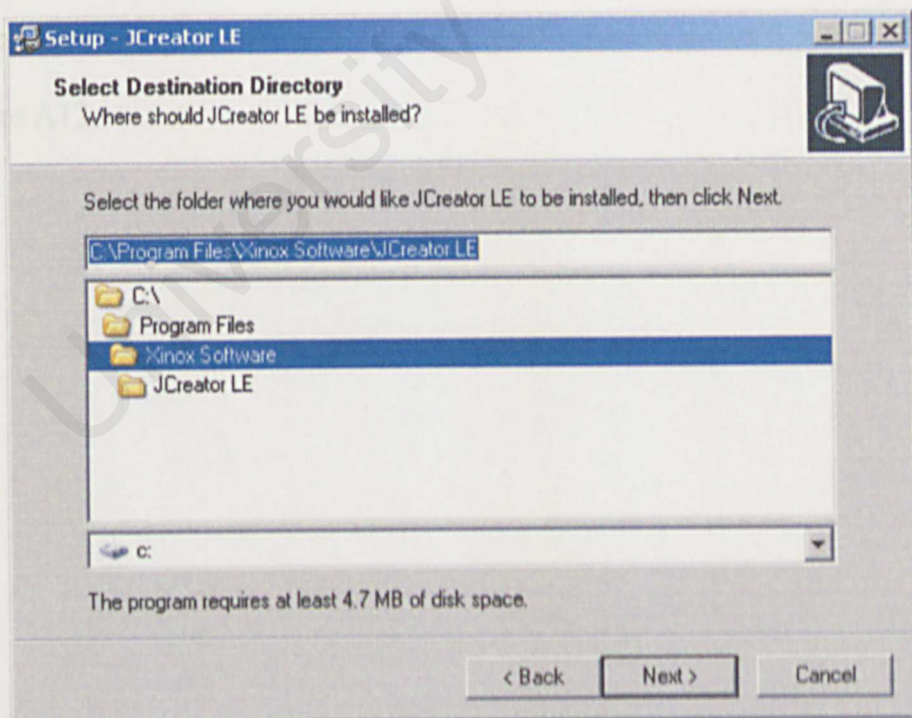 Setup - JCreator LE
Select Destination Directory
Where should JCreator LE be installed?
Select the folder where you would like JCreator LE to be installed, then click Next.
C:\Program Files\Xinox Software\JCreator LE
C:\
Program Files
Xinox Software
JCreator LE
c:
The program requires at least 4.7 MB of disk space.
< Back
Next >
Cancel
University